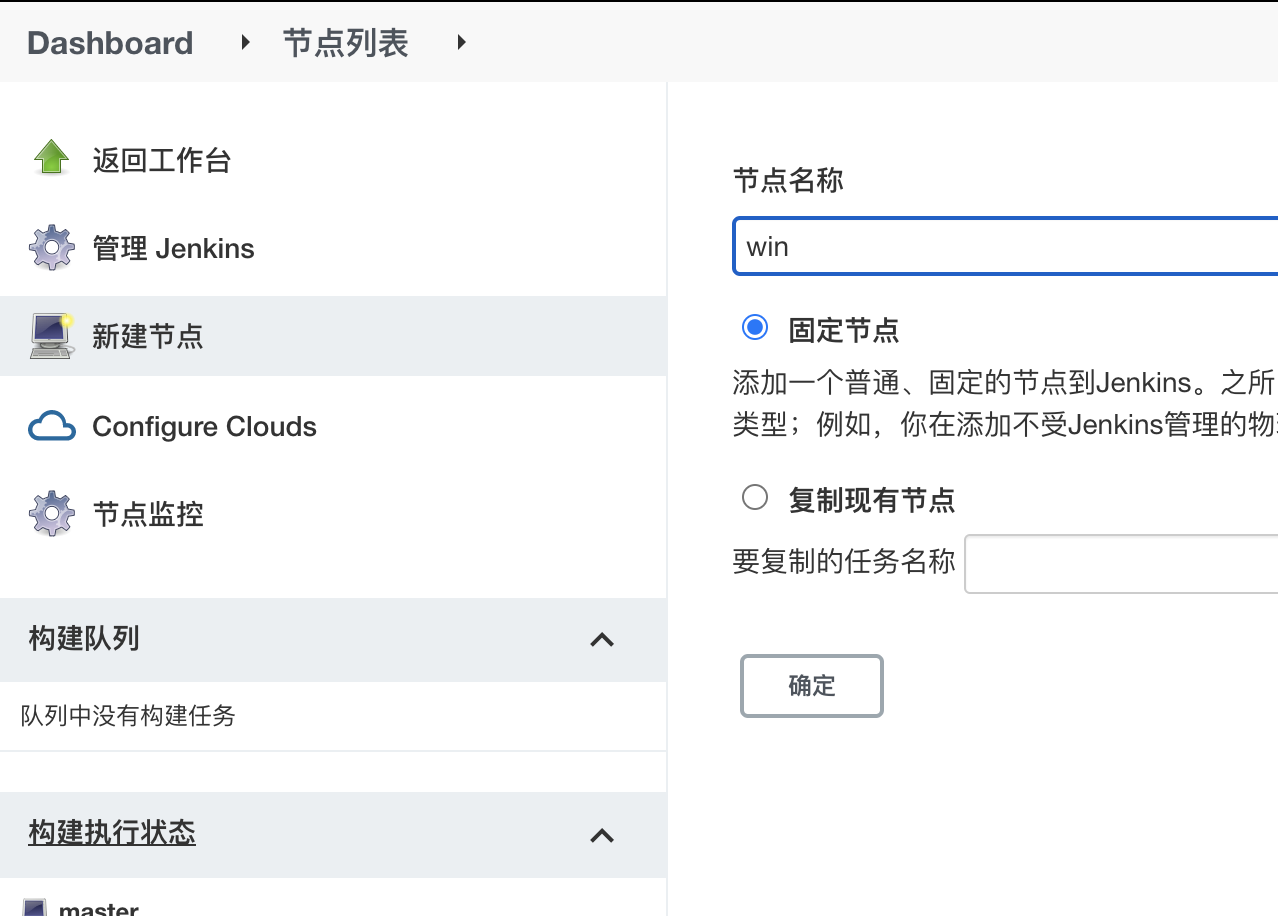 Dashboard
节点列表
返回工作台
管理 Jenkins
新建节点
Configure Clouds
节点监控
构建队列
队列中没有构建任务
构建执行状态
master
节点名称
win
固定节点
添加一个普通、固定的节点到Jenkins。之所
类型；例如，你在添加不受Jenkins管理的物
复制现有节点
要复制的任务名称
确定